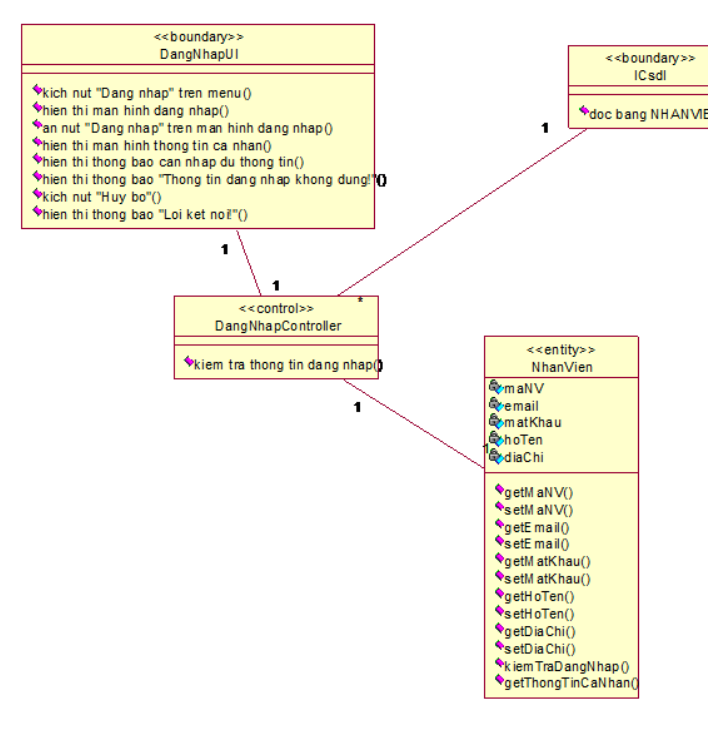 <<boundary>>
DangNhapUI
kich nut "Dang nhap" tren menu()
hien thi man hinh dang nhap()
an nut "Dang nhap" tren man hinh dang nhap()
hien thi man hinh thong tin ca nhan()
hien thi thong bao can nhap du thong tin()
hien thi thong bao "Thong tin dang nhap khong dung!"()
kich nut "Huy bo"()
hien thi thong bao "Loi ket noi!"()
<<boundary>>
ICsdl
doc bang NHANVIE
1
1
1
*
<<control>>
DangNhapController
kiem tra thong tin dang nhap()
1
1
<<entity>>
NhanVien
maNV
email
matKhau
hoTen
diaChi
getMaNV()
setMaNV()
getEmail()
setEmail()
getMatKhau()
setMatKhau()
getHoTen()
setHoTen()
getDiaChi()
setDiaChi()
kiemTraDangNhap()
getThongTinCaNhan()